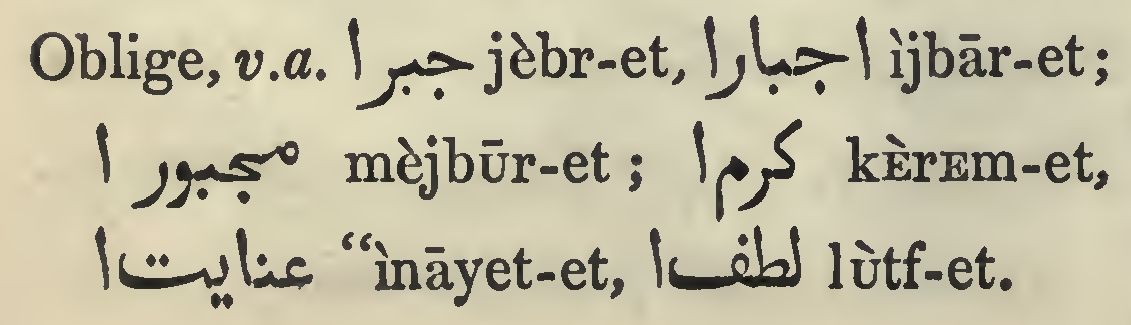 Oblige, v.a. جبر ا jèbr-et, اجبار ا ìjbār-et;
مجبور ا mèjbūr-et; كرم ا kÈrEm-et,
عنايت ا “ìnāyet-et, لطف ا lùtf-et.